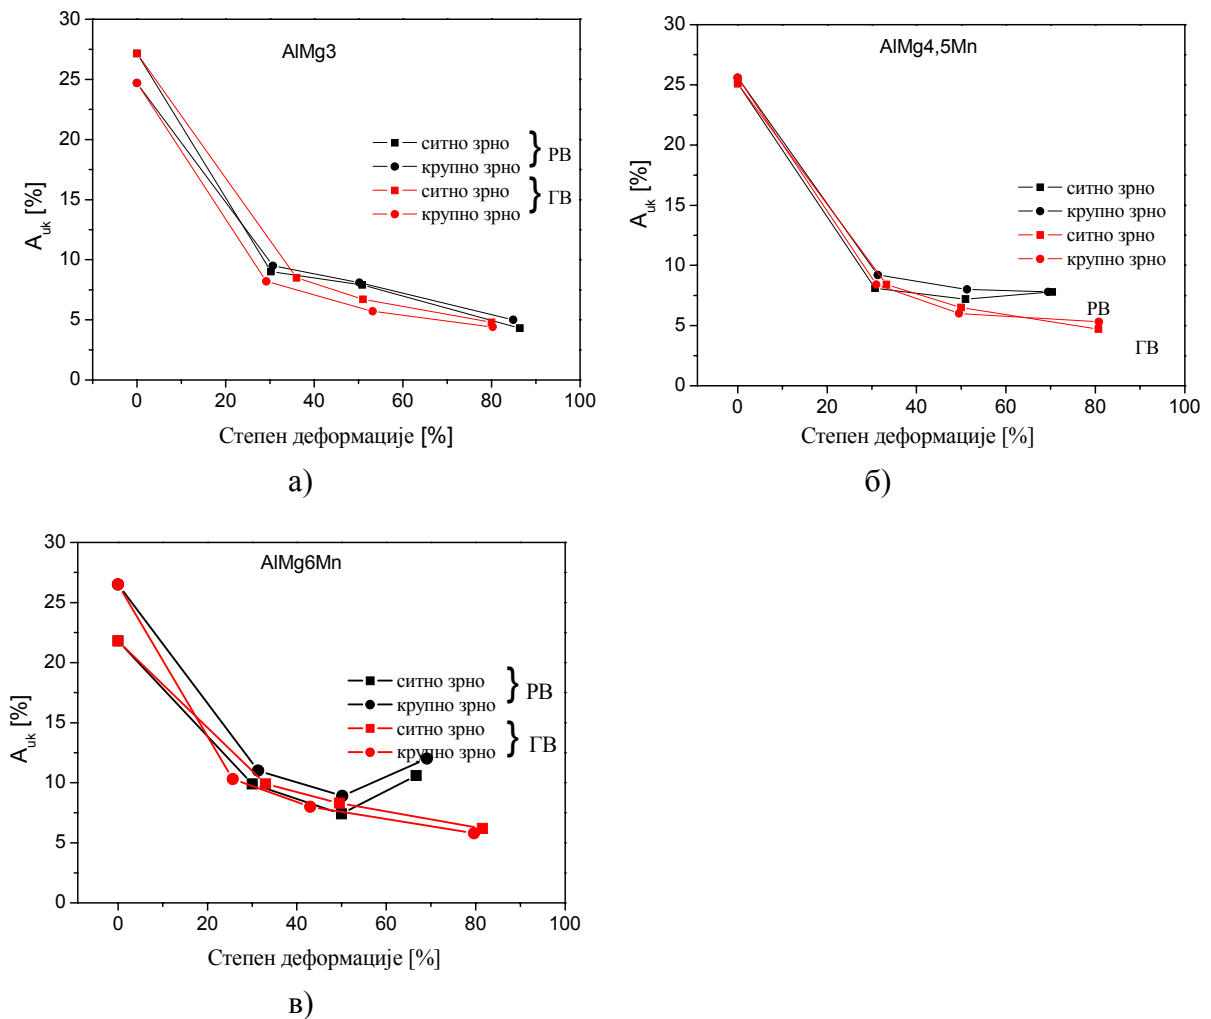 AlMg3
30
25
20
15
10
5
0
A_uk [%]
ситно зрно
крупно зрно
} РВ
ситно зрно
крупно зрно
} ГВ
0 20 40 60 80 100
Степен деформације [%]
а)
AlMg4,5Mn
30
25
20
15
10
5
0
A_uk [%]
ситно зрно
крупно зрно
ситно зрно
крупно зрно
РВ
ГВ
0 20 40 60 80 100
Степен деформације [%]
б)
AlMg6Mn
30
25
20
15
10
5
0
A_uk [%]
ситно зрно
крупно зрно
} РВ
ситно зрно
крупно зрно
} ГВ
0 20 40 60 80 100
Степен деформације [%]
в)